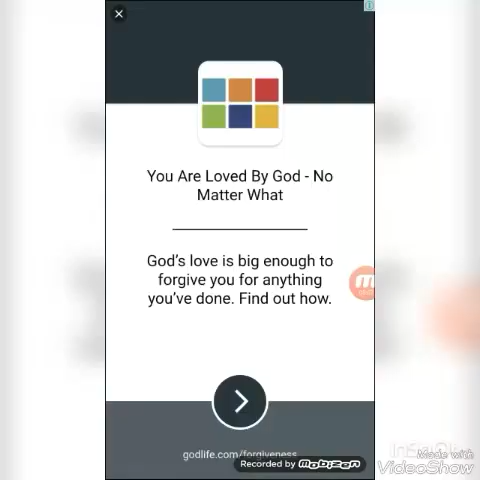 You Are Loved By God - No
Matter What
God's love is big enough to
forgive you for anything
you've done. Find out how.
godlife.com/forgiveness
Recorded by mobizen
Made with
VideoShow